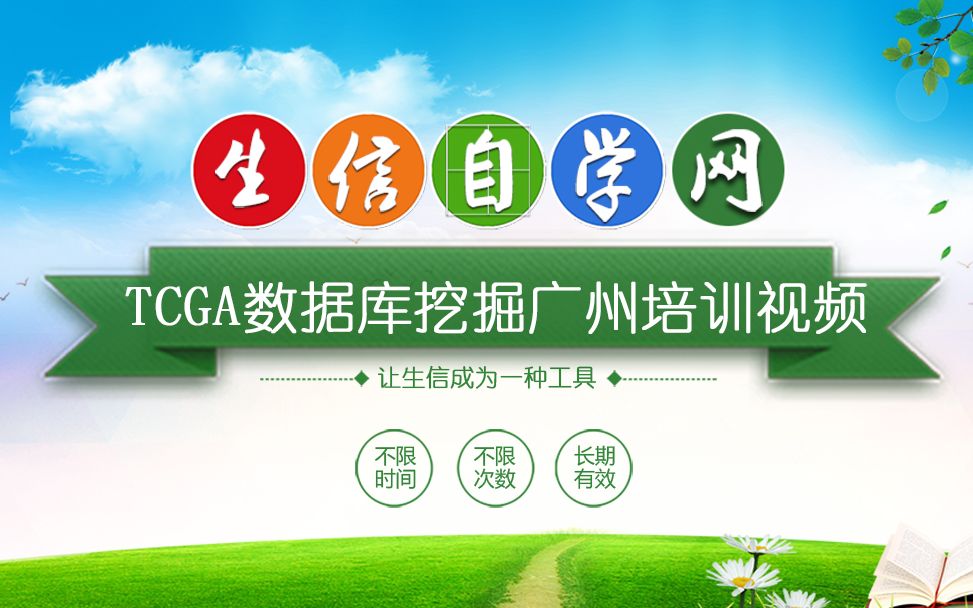 生信自学网
TCGA数据库挖掘广州培训视频
让生信成为一种工具
不限
时间
不限
次数
长期
有效